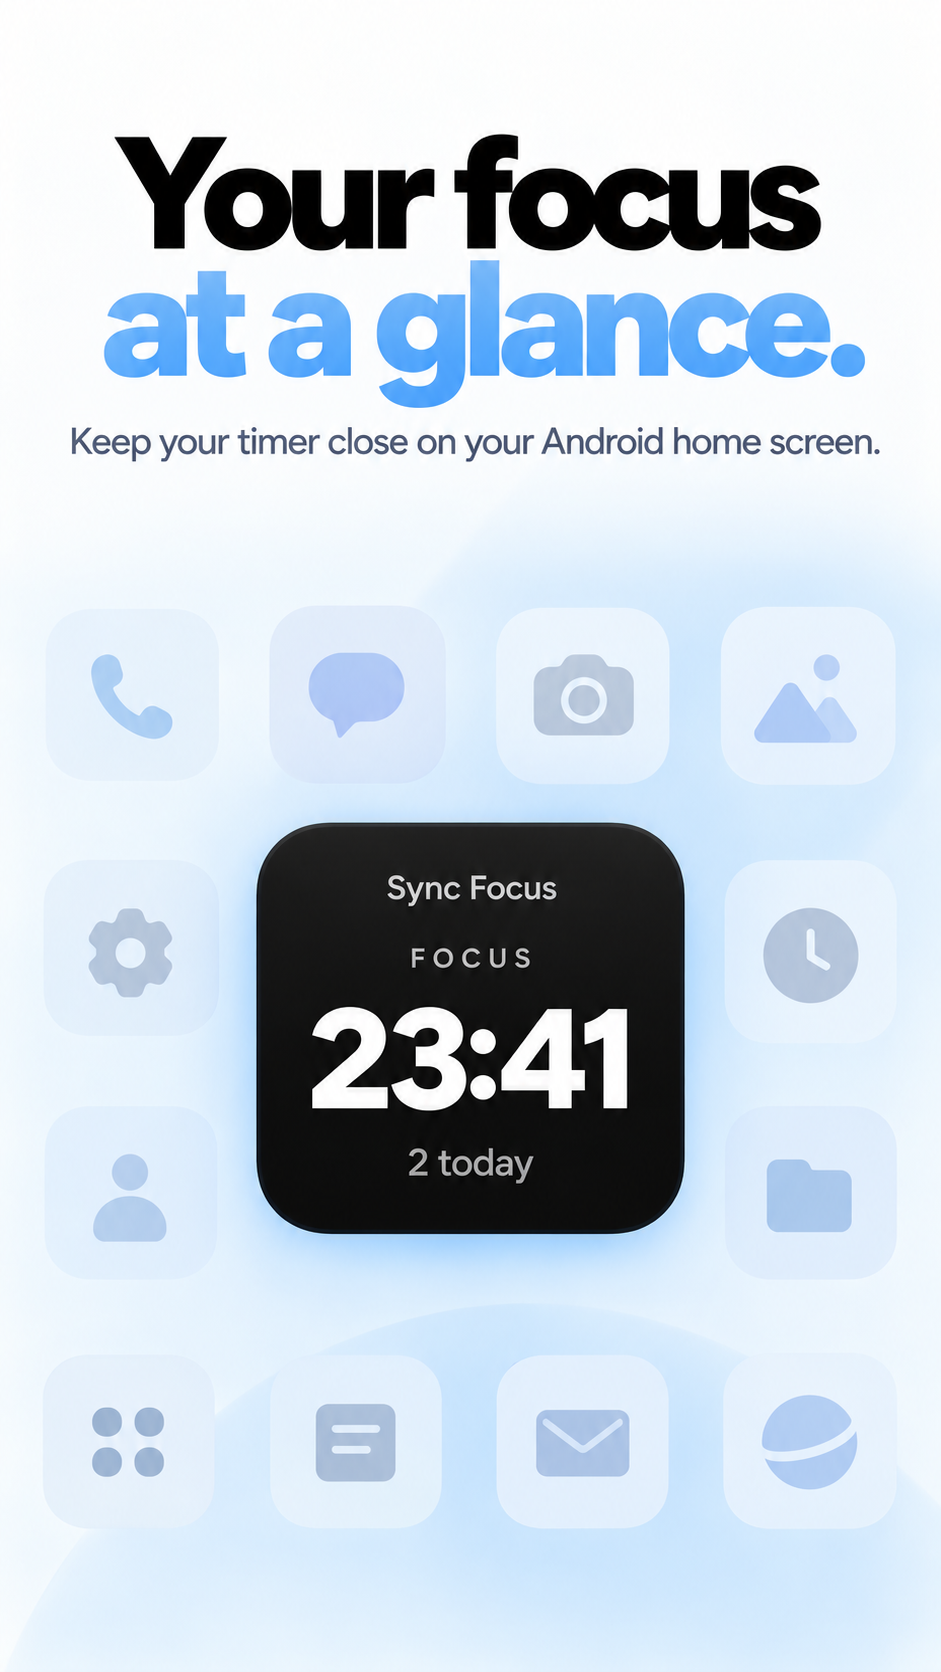 Your focus
at a glance.
Keep your timer close on your Android home screen.
Sync Focus
FOCUS
23:41
2 today